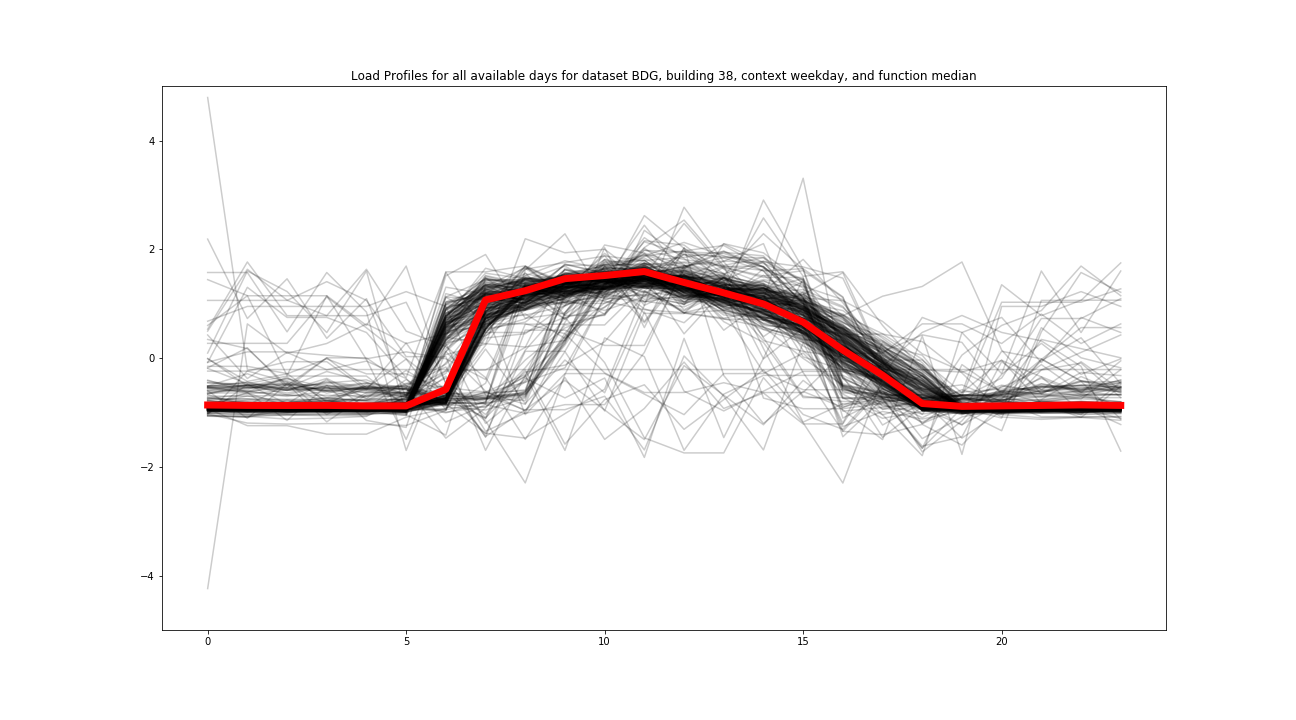 Load Profiles for all available days for dataset BDG, building 38, context weekday, and function median
4
2
0
−2
−4
0 5 10 15 20